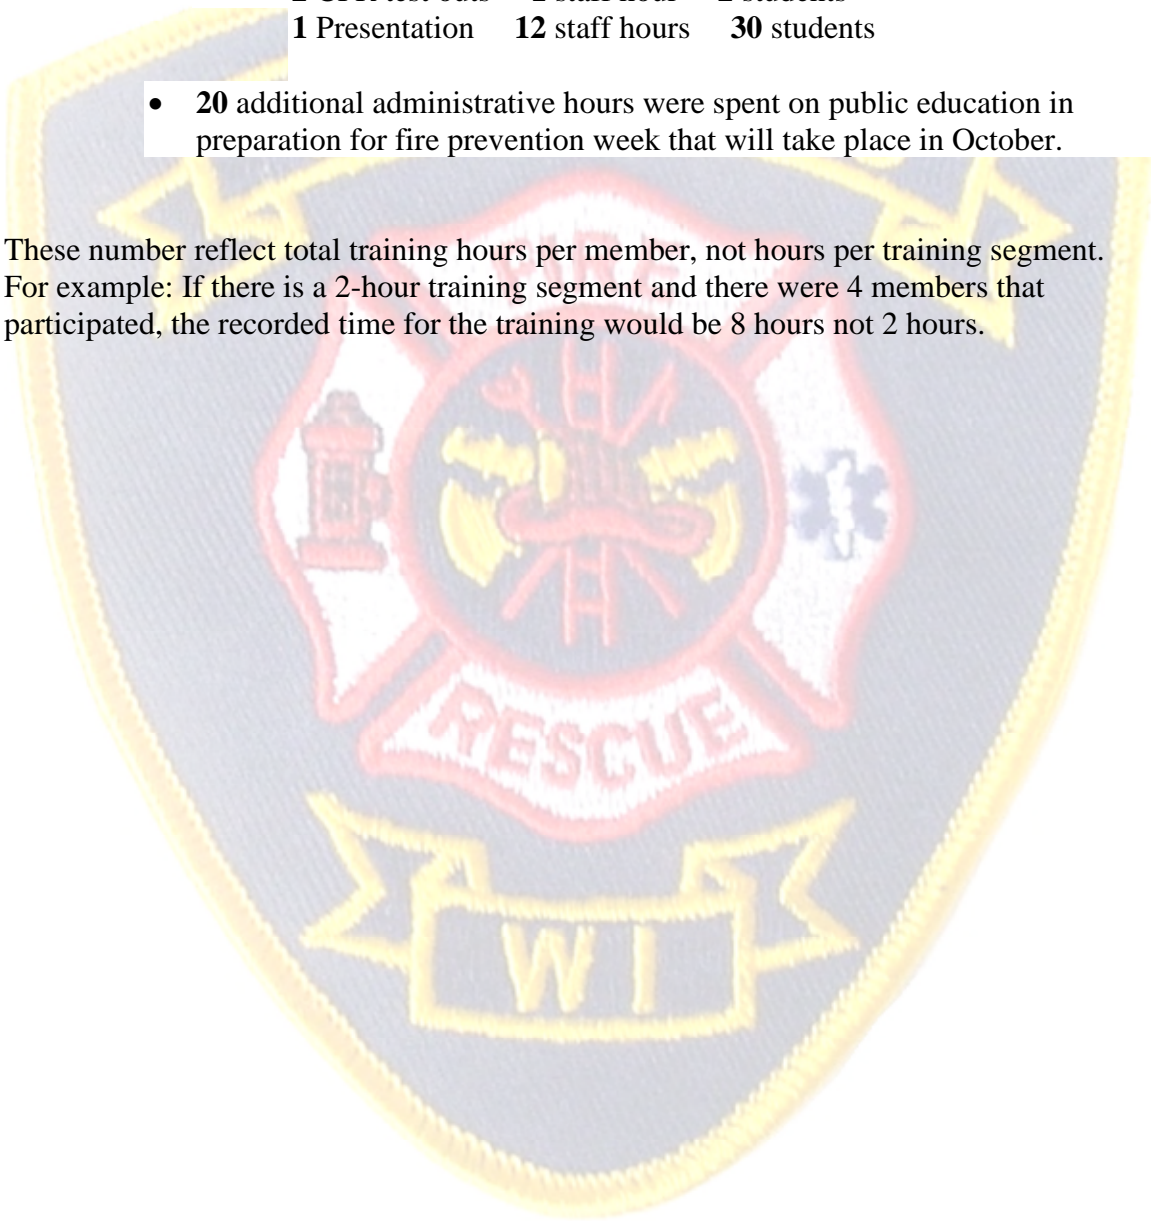 1 Presentation 12 staff hours 30 students
• 20 additional administrative hours were spent on public education in
preparation for fire prevention week that will take place in October.
These number reflect total training hours per member, not hours per training segment.
For example: If there is a 2-hour training segment and there were 4 members that
participated, the recorded time for the training would be 8 hours not 2 hours.
FIRE
RESCUE
WI